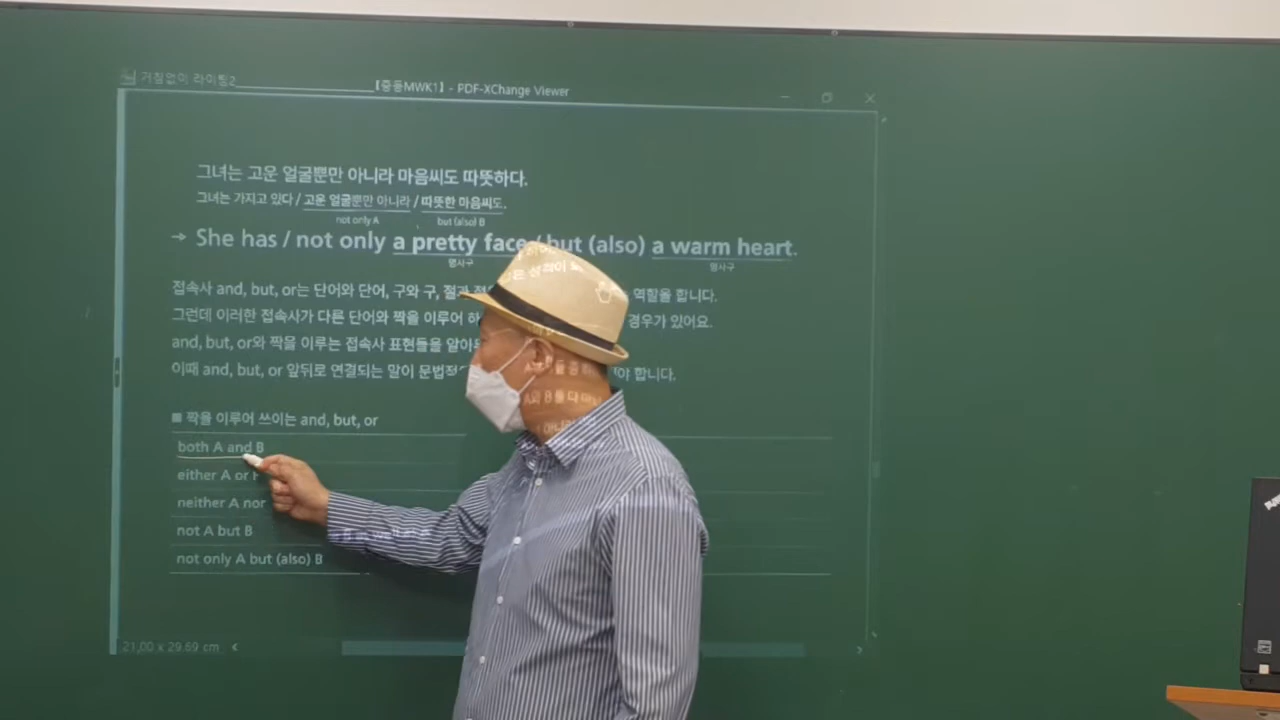 거침없이 라이팅2 【중등MWK1】 - PDF-XChange Viewer
그녀는 고운 얼굴뿐만 아니라 마음씨도 따뜻하다.
그녀는 가지고 있다 / 고운 얼굴뿐만 아니라 / 따뜻한 마음씨도.
not only A but (also) B
→ She has / not only a pretty face / but (also) a warm heart.
명사구 명사구
접속사 and, but, or는 단어와 단어, 구와 구, 절과 역할을 합니다.
그런데 이러한 접속사가 다른 단어와 짝을 이루어 경우가 있어요.
and, but, or와 짝을 이루는 접속사 표현들을
이때 and, but, or 앞뒤로 연결되는 말이 합니다.
■ 짝을 이루어 쓰이는 and, but, or
both A and B
either A or
neither A nor
not A but B
not only A but (also) B
21,00 x 29.69 cm